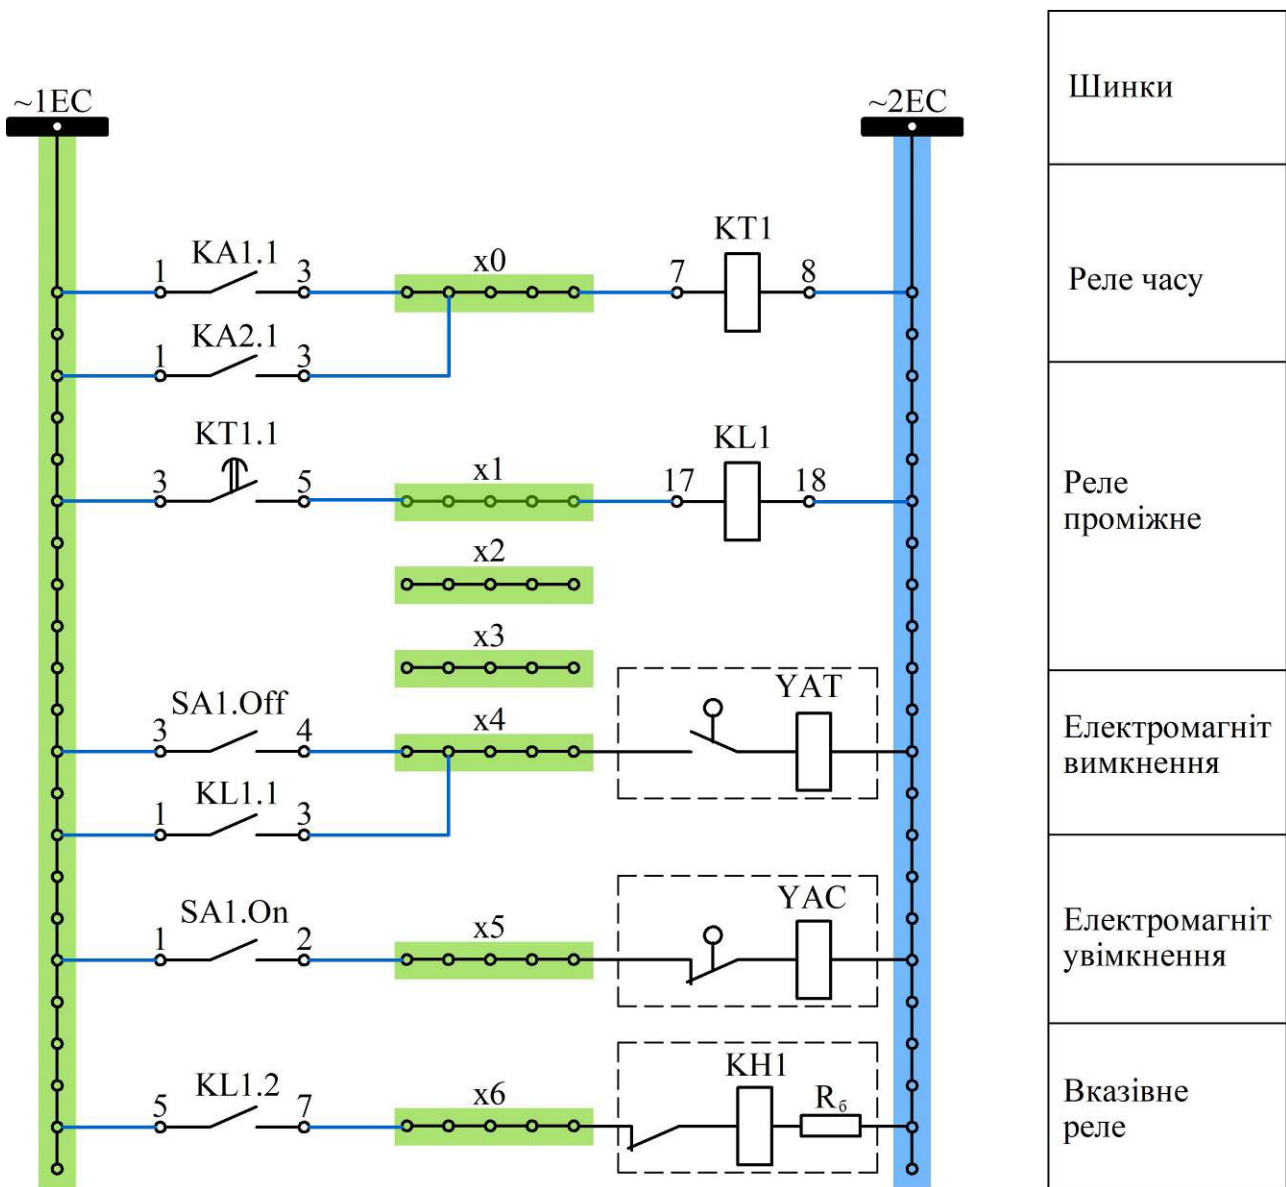 ~1ЕС
~2ЕС
Шинки
KA1.1
1
3
x0
KT1
7
8
Реле часу
KA2.1
1
3
KT1.1
3
5
x1
KL1
17
18
Реле
проміжне
x2
x3
SA1.Off
3
4
x4
YAT
Електромагніт
вимкнення
KL1.1
1
3
SA1.On
1
2
x5
YAC
Електромагніт
увімкнення
KL1.2
5
7
x6
KH1
Rб
Вказівне
реле